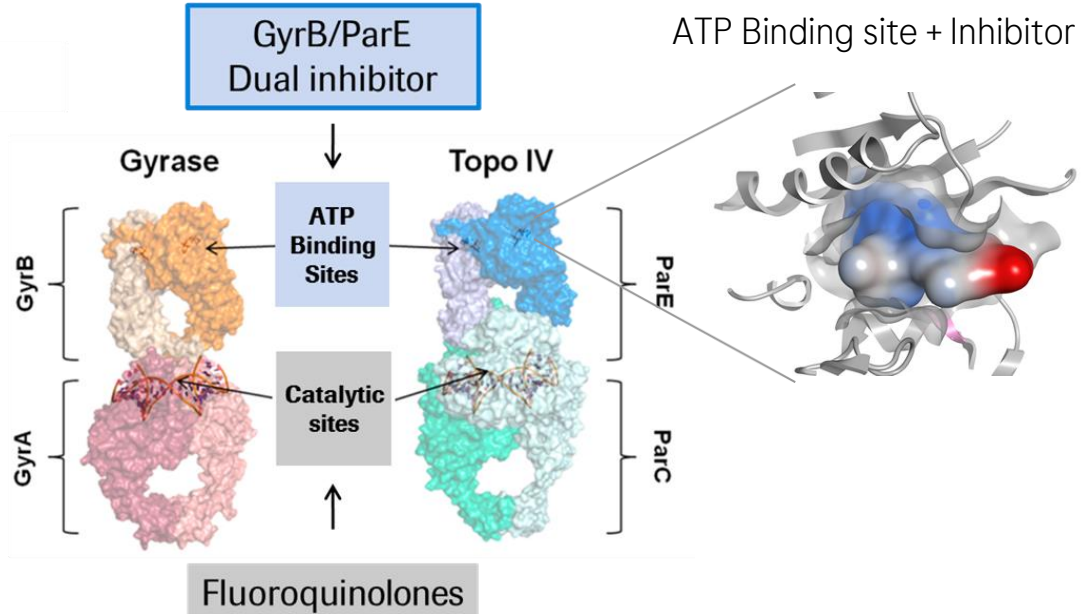 GyrB/ParE
Dual inhibitor
ATP Binding site + Inhibitor
Gyrase
Topo IV
ATP
Binding
Sites
GyrB
ParE
Catalytic
sites
GyrA
ParC
Fluoroquinolones